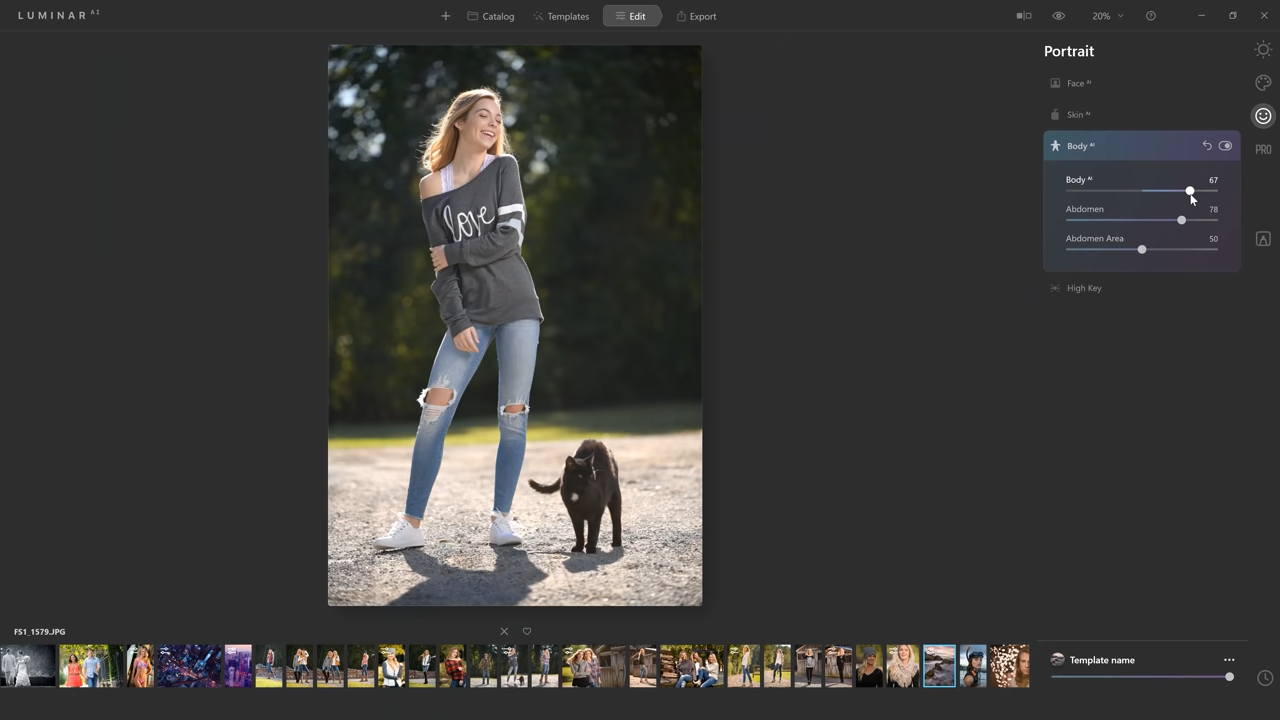 LUMINAR AI
Catalog
Templates
Edit
Export
20%
Portrait
Face AI
Skin AI
Body AI
Body AI 67
Abdomen 78
Abdomen Area 50
High Key
PRO
love
FS1_1579.JPG
Template name